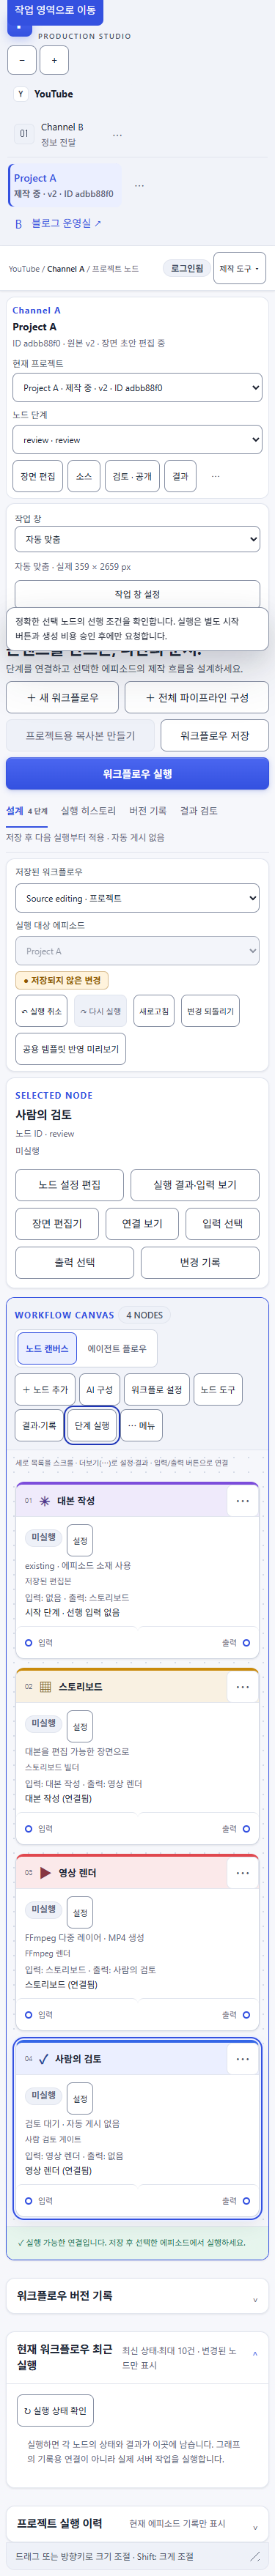 작업 영역으로 이동
PRODUCTION STUDIO
−
+
Y YouTube
01 Channel B
정보 전달
⋯
Project A
제작 중 · v2 · ID adbb88f0
⋯
B 블로그 운영실 ↗
YouTube / Channel A / 프로젝트 노드
로그인됨
제작 도구
Channel A
Project A
ID adbb88f0 · 원본 v2 · 장면 초안 편집 중
현재 프로젝트
Project A · 제작 중 · v2 · ID adbb88f0
노드 단계
review · review
장면 편집
소스
검토 · 공개
결과
⋯
작업 창
자동 맞춤
자동 맞춤 · 실제 359 × 2659 px
작업 창 설정
정확한 선택 노드의 선행 조건을 확인합니다. 실행은 별도 시작
버튼과 생성 비용 승인 후에만 요청합니다.
단계를 연결하고 선택한 에피소드의 제작 흐름을 설계하세요.
＋ 새 워크플로우
＋ 전체 파이프라인 구성
프로젝트용 복사본 만들기
워크플로우 저장
워크플로우 실행
설계 4 단계
실행 히스토리
버전 기록
결과 검토
저장 후 다음 실행부터 적용 · 자동 게시 없음
저장된 워크플로우
Source editing · 프로젝트
실행 대상 에피소드
Project A
● 저장되지 않은 변경
↶ 실행 취소
↷ 다시 실행
새로고침
변경 되돌리기
공용 템플릿 반영 미리보기
SELECTED NODE
사람의 검토
노드 ID · review
미실행
노드 설정 편집
실행 결과·입력 보기
장면 편집기
연결 보기
입력 선택
출력 선택
변경 기록
WORKFLOW CANVAS
4 NODES
노드 캔버스
에이전트 플로우
＋ 노드 추가
AI 구성
워크플로 설정
노드 도구
결과·기록
단계 실행
⋯ 메뉴
세로 목록을 스크롤 · 더보기(⋯)로 설정·결과 · 입력/출력 버튼으로 연결
01 대본 작성
⋯
미실행
설정
existing · 에피소드 소재 사용
저장된 편집본
입력: 없음 · 출력: 스토리보드
시작 단계 · 선행 입력 없음
입력
출력
02 스토리보드
⋯
미실행
설정
대본을 편집 가능한 장면으로
스토리보드 빌더
입력: 대본 작성 · 출력: 영상 렌더
대본 작성 (연결됨)
입력
출력
03 영상 렌더
⋯
미실행
설정
FFmpeg 다중 레이어 · MP4 생성
FFmpeg 렌더
입력: 스토리보드 · 출력: 사람의 검토
스토리보드 (연결됨)
입력
출력
04 사람의 검토
⋯
미실행
설정
검토 대기 · 자동 게시 없음
사람 검토 게이트
입력: 영상 렌더 · 출력: 없음
영상 렌더 (연결됨)
입력
출력
✓ 실행 가능한 연결입니다. 저장 후 선택한 에피소드에서 실행하세요.
워크플로우 버전 기록
현재 워크플로우 최근
실행
최신 상태·최대 10건 · 변경된 노
드만 표시
↻ 실행 상태 확인
실행하면 각 노드의 상태와 결과가 이곳에 남습니다. 그래프
의 기록용 연결이 아니라 실제 서버 작업을 실행합니다.
프로젝트 실행 이력
현재 에피소드 기록만 표시
드래그 또는 방향키로 크기 조절 · Shift: 크게 조절